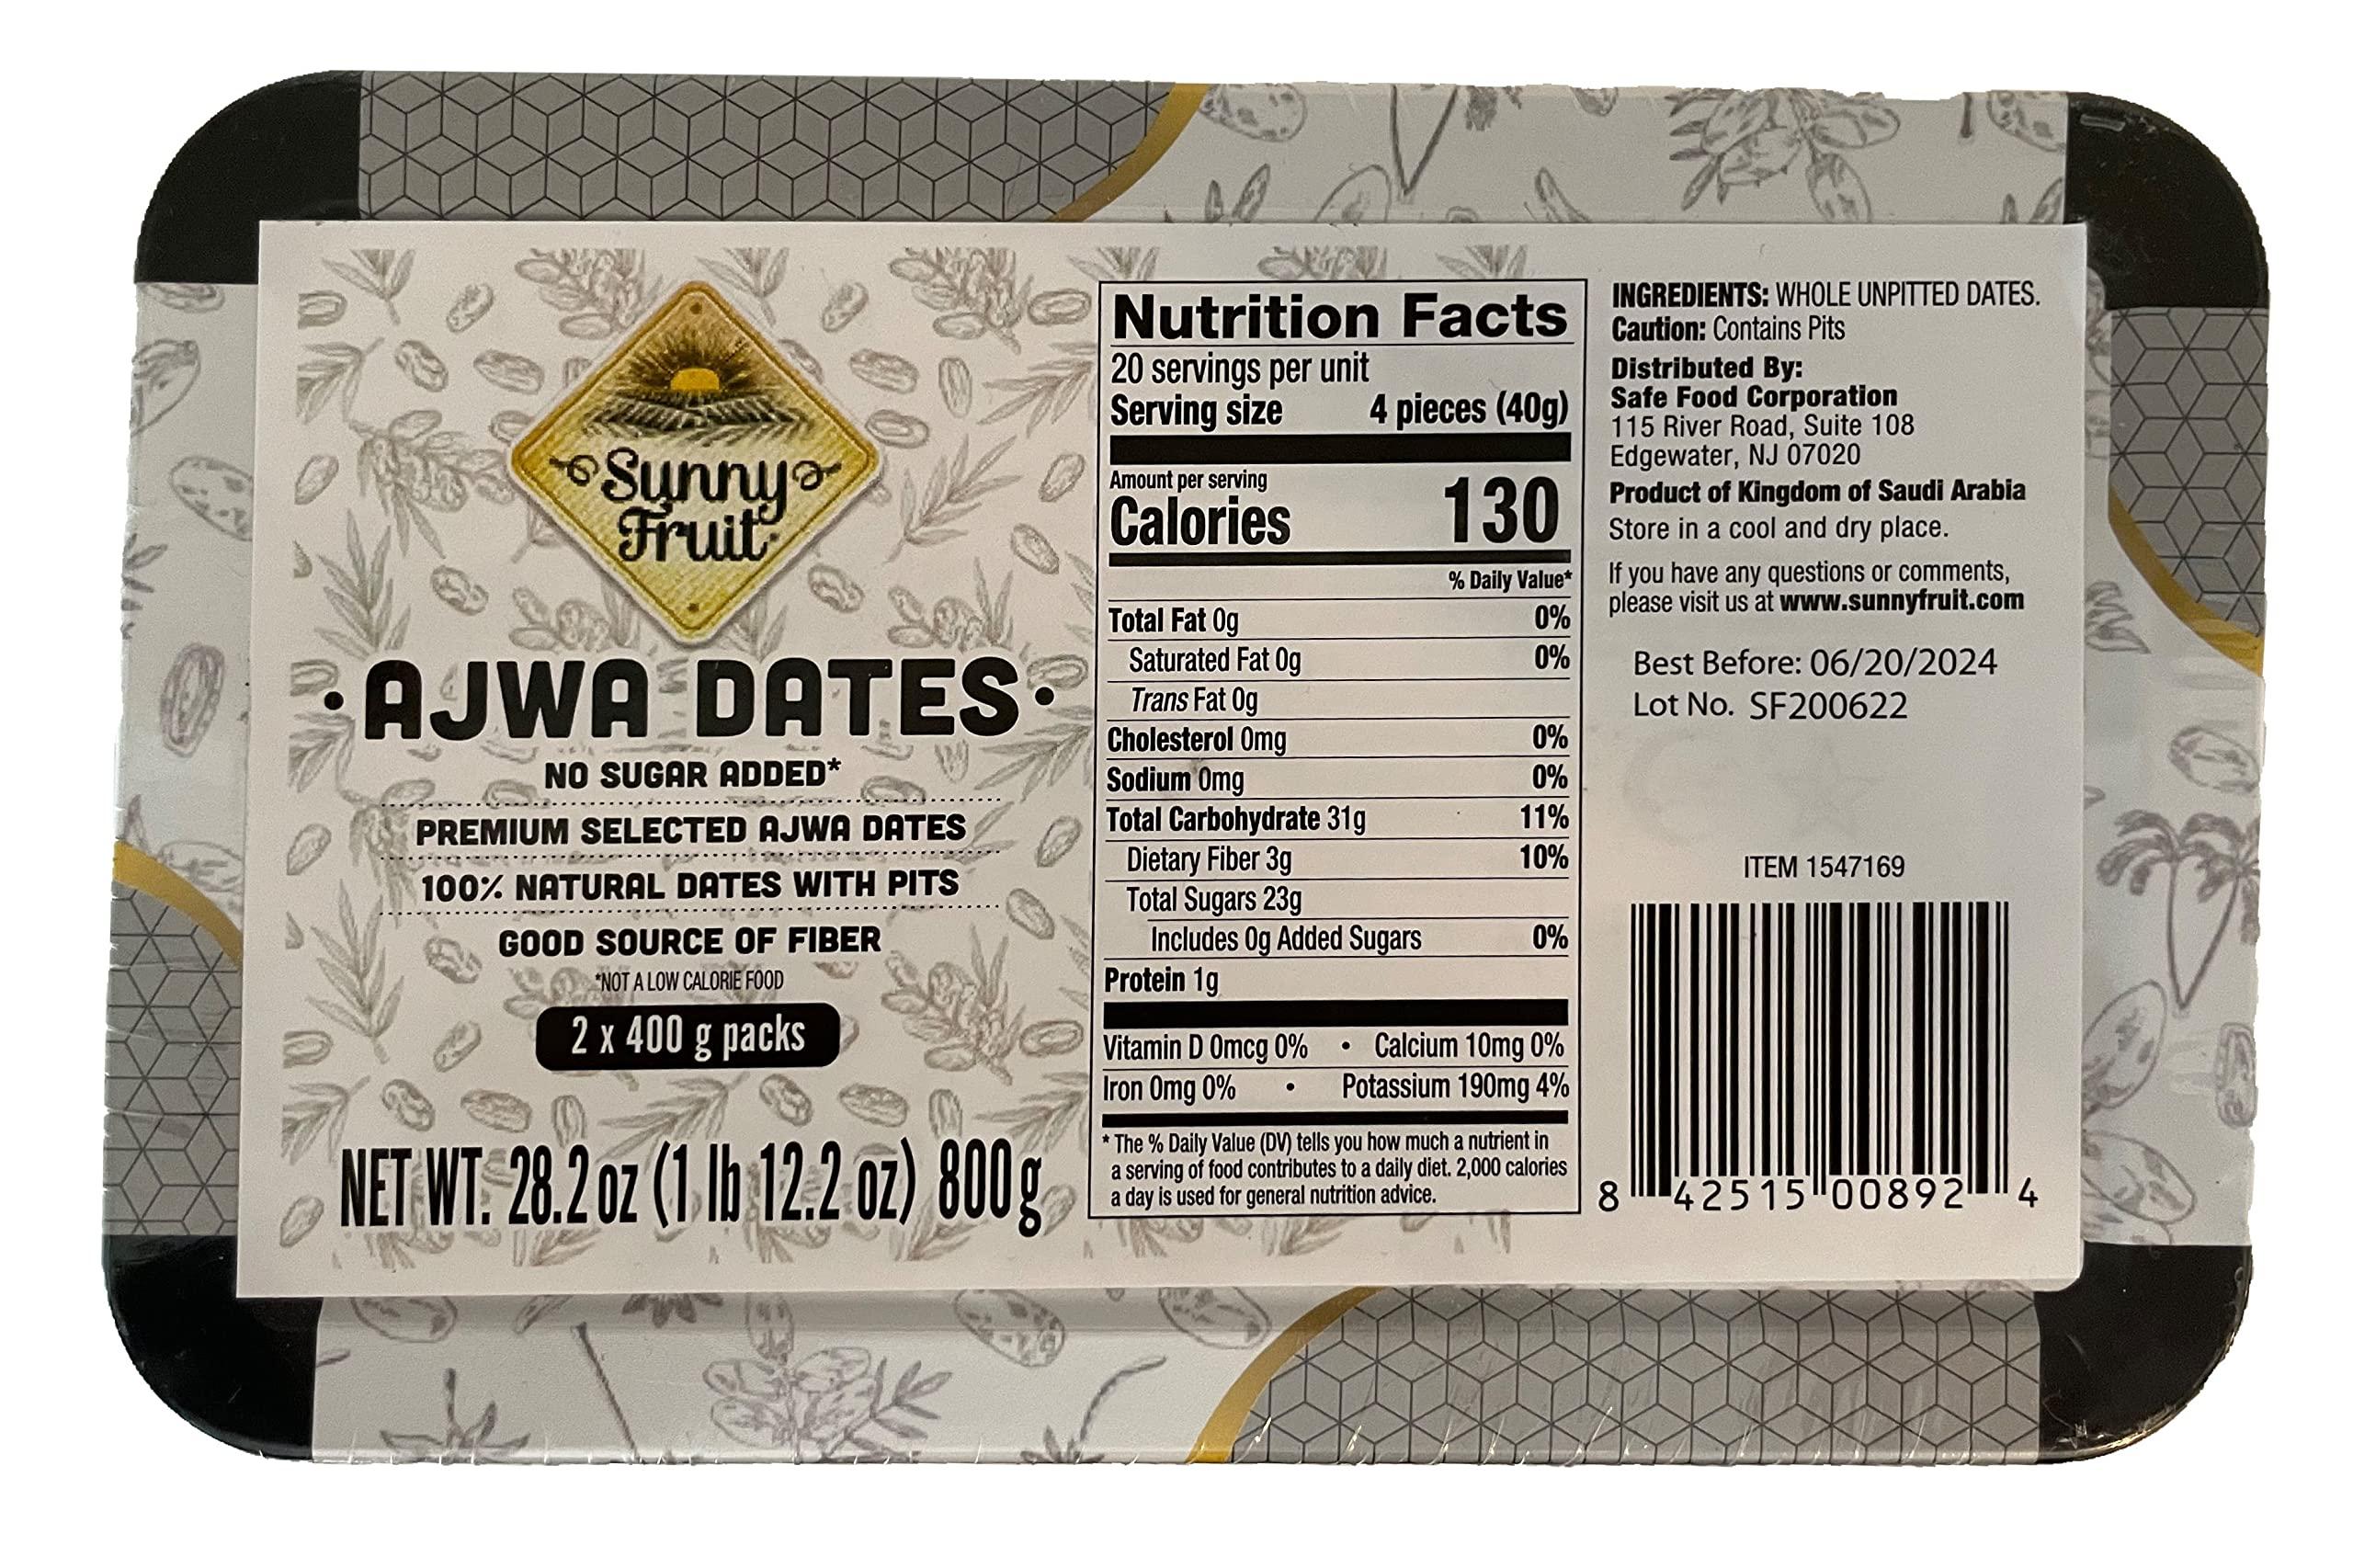 Sunny
Fruit
AJWA DATES
NO SUGAR ADDED*
PREMIUM SELECTED AJWA DATES
100% NATURAL DATES WITH PITS
GOOD SOURCE OF FIBER
*NOT A LOW CALORIE FOOD
2 x 400 g packs
NET WT. 28.2 oz (1 lb 12.2 oz) 800g
Nutrition Facts
20 servings per unit
Serving size 4 pieces (40g)
Amount per serving
Calories 130
% Daily Value*
Total Fat 0g 0%
Saturated Fat 0g 0%
Trans Fat 0g
Cholesterol 0mg 0%
Sodium 0mg 0%
Total Carbohydrate 31g 11%
Dietary Fiber 3g 10%
Total Sugars 23g
Includes 0g Added Sugars 0%
Protein 1g
Vitamin D 0mcg 0% • Calcium 10mg 0%
Iron 0mg 0% • Potassium 190mg 4%
* The % Daily Value (DV) tells you how much a nutrient in
a serving of food contributes to a daily diet. 2,000 calories
a day is used for general nutrition advice.
INGREDIENTS: WHOLE UNPITTED DATES.
Caution: Contains Pits
Distributed By:
Safe Food Corporation
115 River Road, Suite 108
Edgewater, NJ 07020
Product of Kingdom of Saudi Arabia
Store in a cool and dry place.
If you have any questions or comments,
please visit us at www.sunnyfruit.com
Best Before: 06/20/2024
Lot No. SF200622
ITEM 1547169
8 42515 00892 4